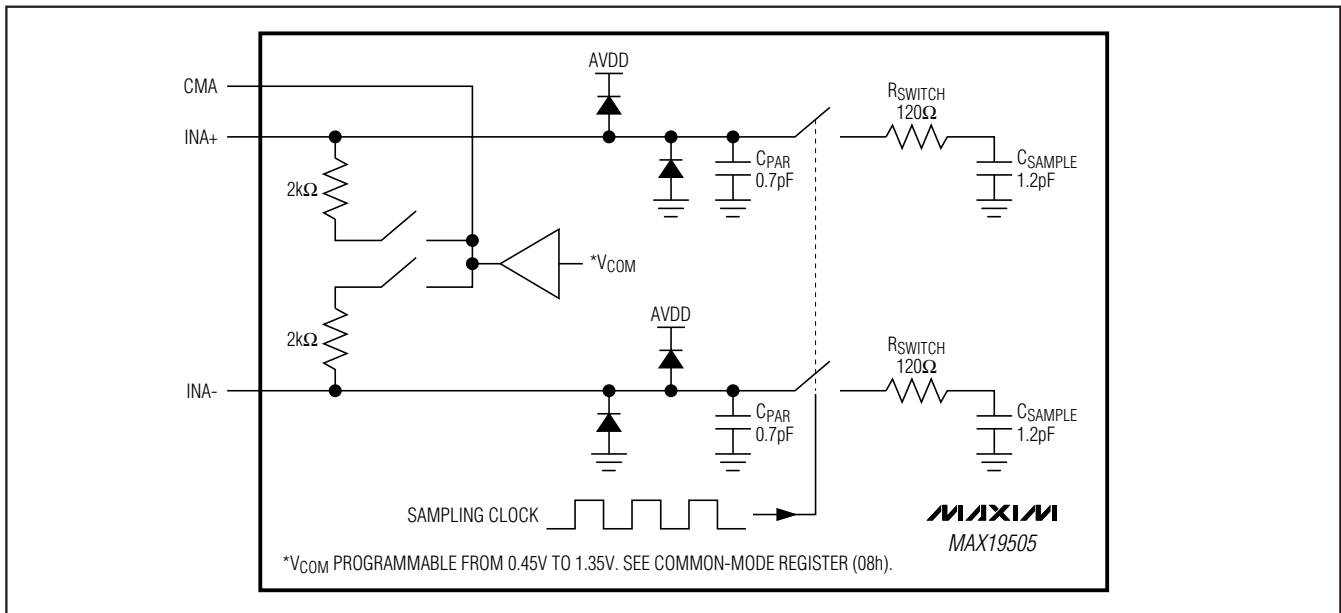 AVDD
CMA
RSWITCH
120Ω
INA+
CPAR
0.7pF
CSAMPLE
1.2pF
2kΩ
*VCOM
AVDD
2kΩ
RSWITCH
120Ω
INA-
CPAR
0.7pF
CSAMPLE
1.2pF
SAMPLING CLOCK
MAXIM
MAX19505
*VCOM PROGRAMMABLE FROM 0.45V TO 1.35V. SEE COMMON-MODE REGISTER (08h).